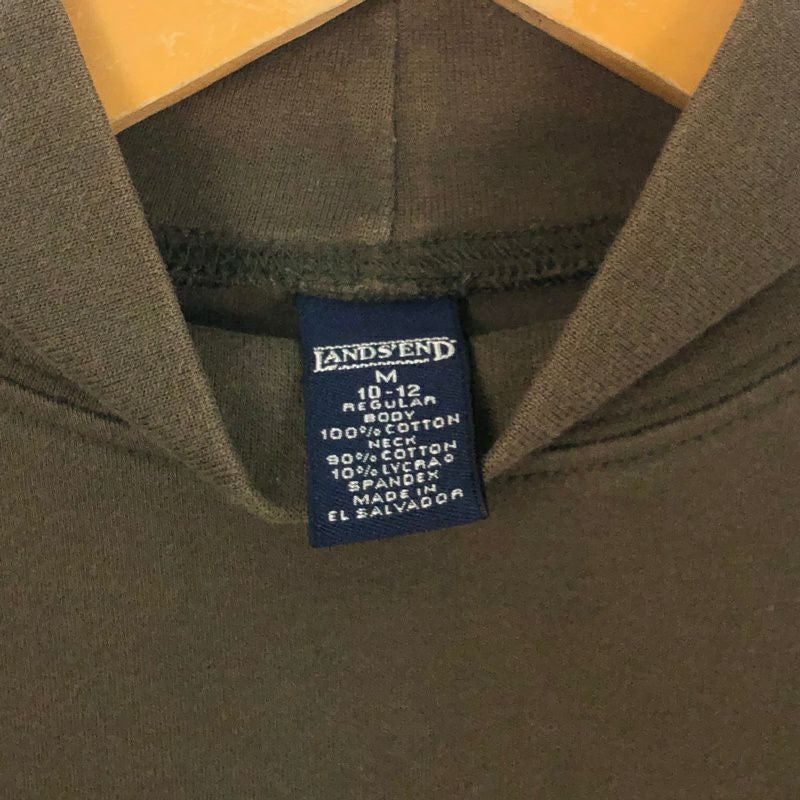 LANDS' END
M
10-12
REGULAR
BODY
100% COTTON
NECK
90% COTTON
10% LYCRA®
SPANDEX
MADE IN
EL SALVADOR